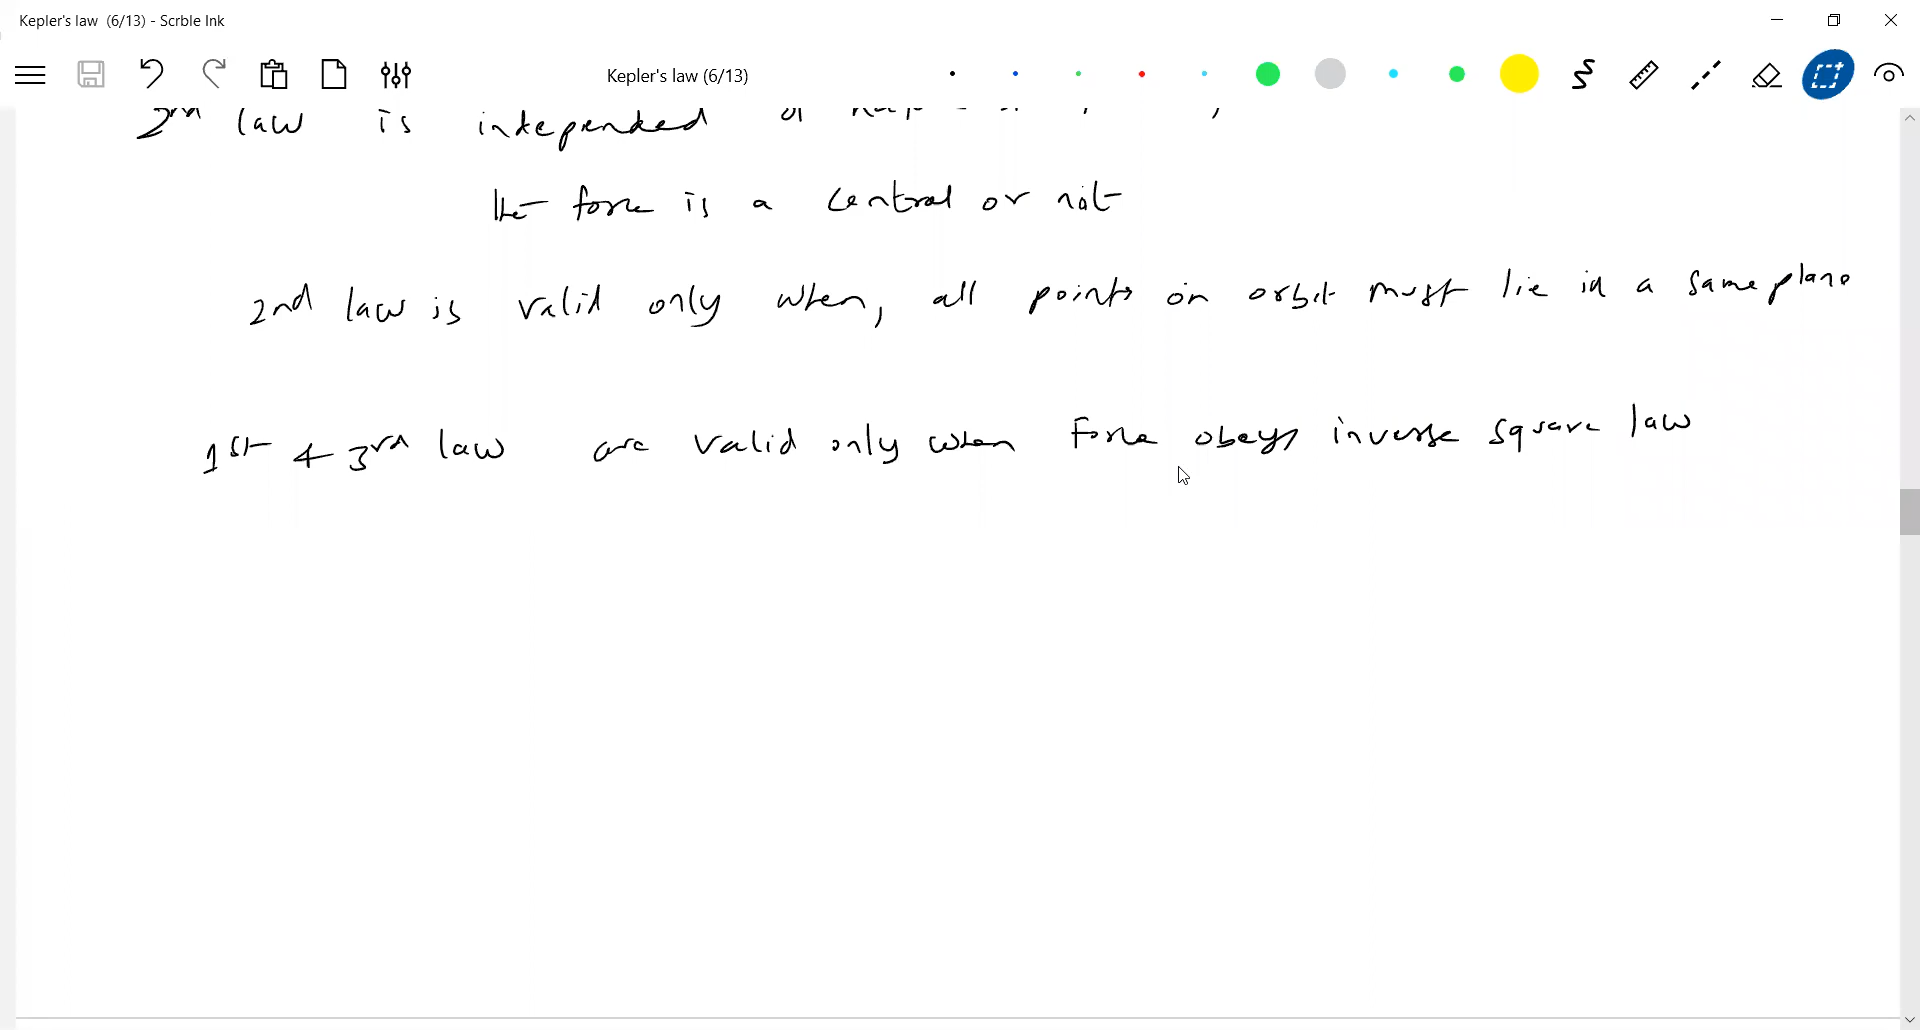 Kepler's law (6/13) - Scrble Ink
Kepler's law (6/13)
2nd law is independed of
the force is a central or not
2nd law is valid only when, all points on orbit must lie in a same plane
1st & 3rd law are valid only when Force obeys inverse square law